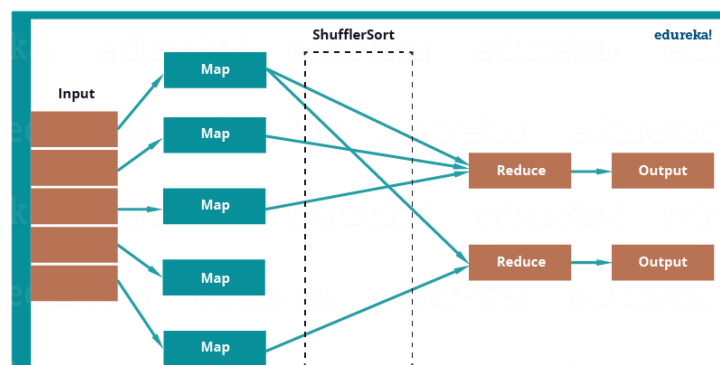 ShufflerSort
edureka!
Input
Map
Map
Map
Map
Map
Reduce
Output
Reduce
Output